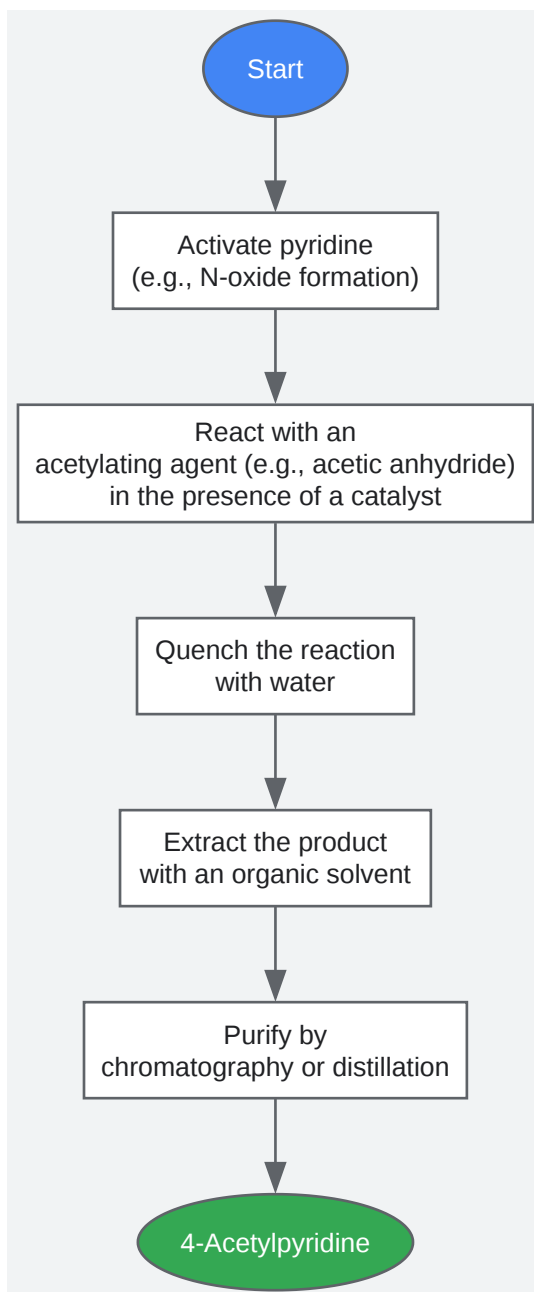 Start
Activate pyridine
(e.g., N-oxide formation)
React with an
acetylating agent (e.g., acetic anhydride)
in the presence of a catalyst
Quench the reaction
with water
Extract the product
with an organic solvent
Purify by
chromatography or distillation
4-Acetylpyridine